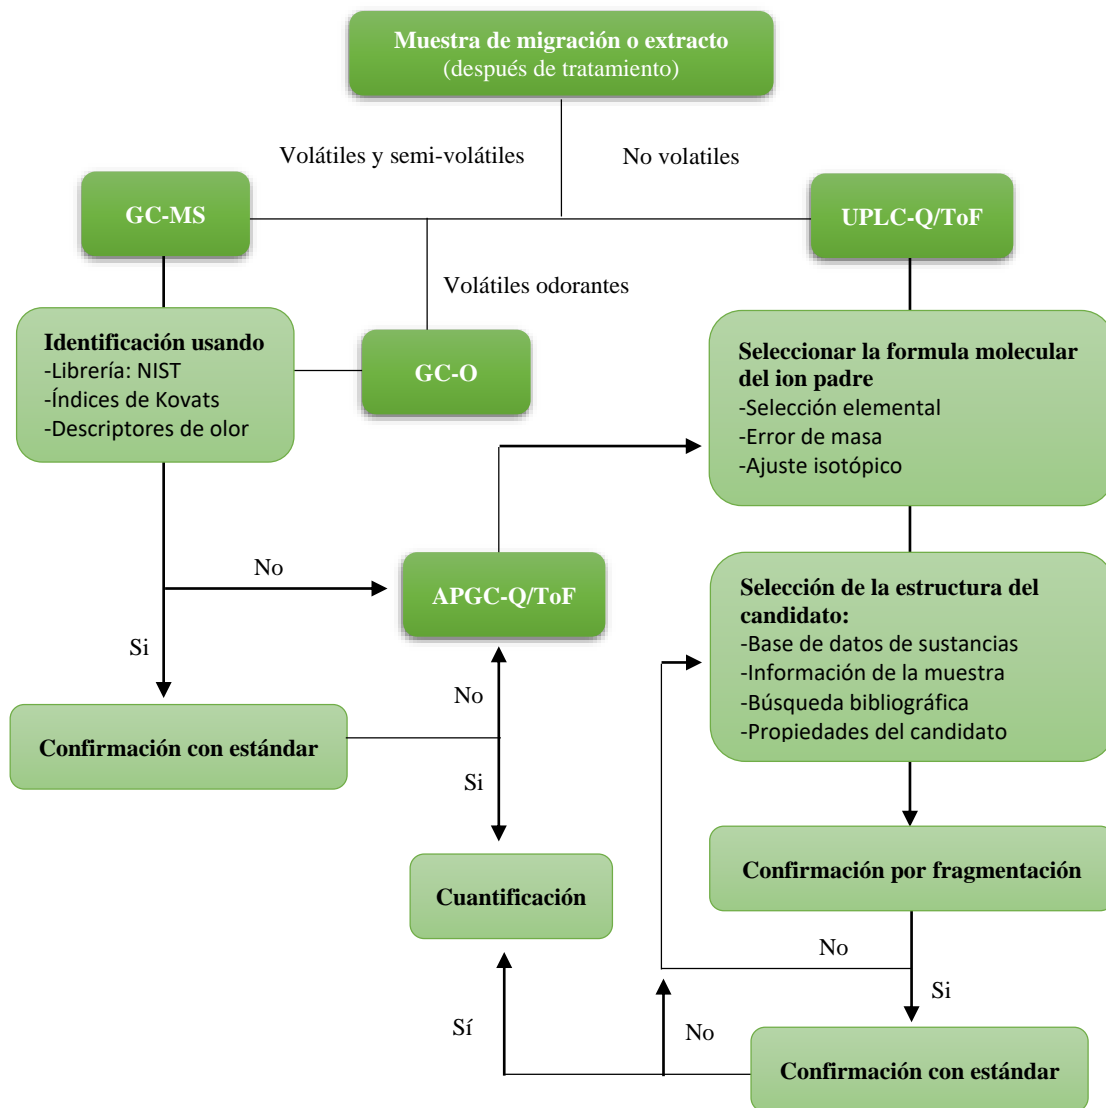 Muestra de migración o extracto
(después de tratamiento)
Volátiles y semi-volátiles
No volatiles
GC-MS
UPLC-Q/ToF
Volátiles odorantes
Identificación usando
-Librería: NIST
-Índices de Kovats
-Descriptores de olor
GC-O
Seleccionar la formula molecular
del ion padre
-Selección elemental
-Error de masa
-Ajuste isotópico
No
APGC-Q/ToF
Selección de la estructura del
candidato:
-Base de datos de sustancias
-Información de la muestra
-Búsqueda bibliográfica
-Propiedades del candidato
Si
No
Confirmación con estándar
Si
Cuantificación
Confirmación por fragmentación
No
Si
Sí
No
Confirmación con estándar